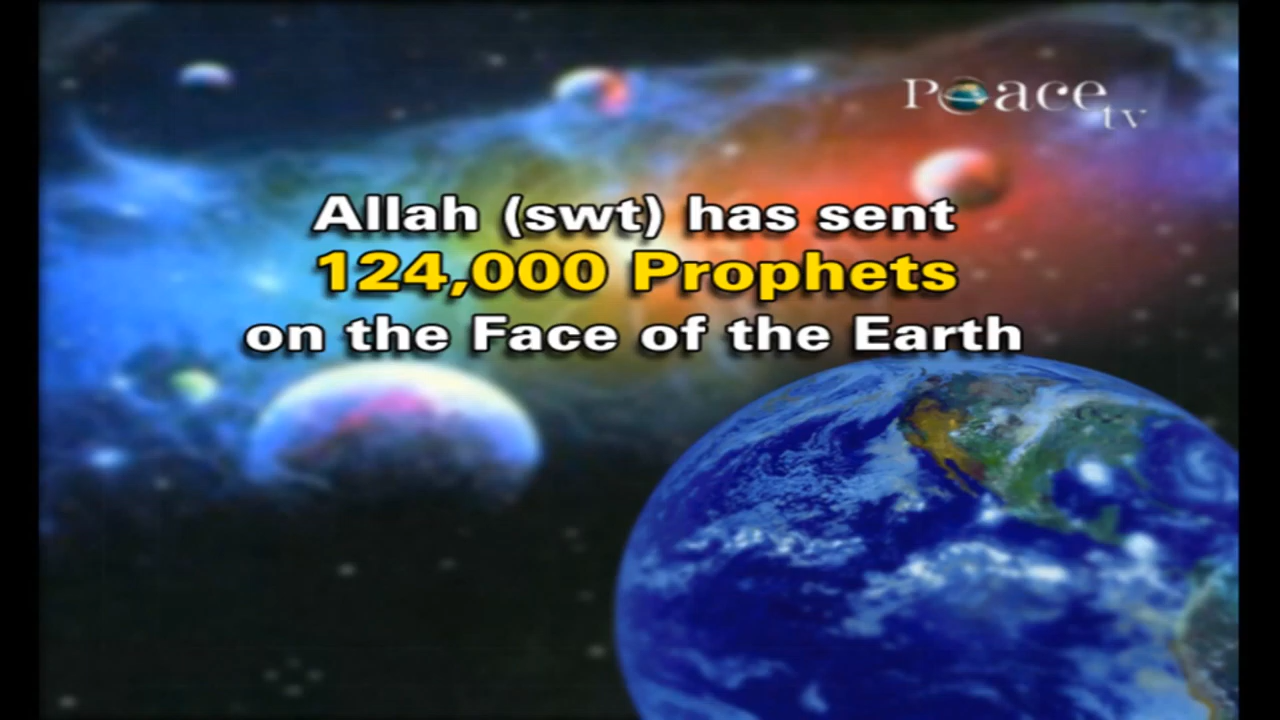 Peace tv
Allah (swt) has sent
124,000 Prophets
on the Face of the Earth